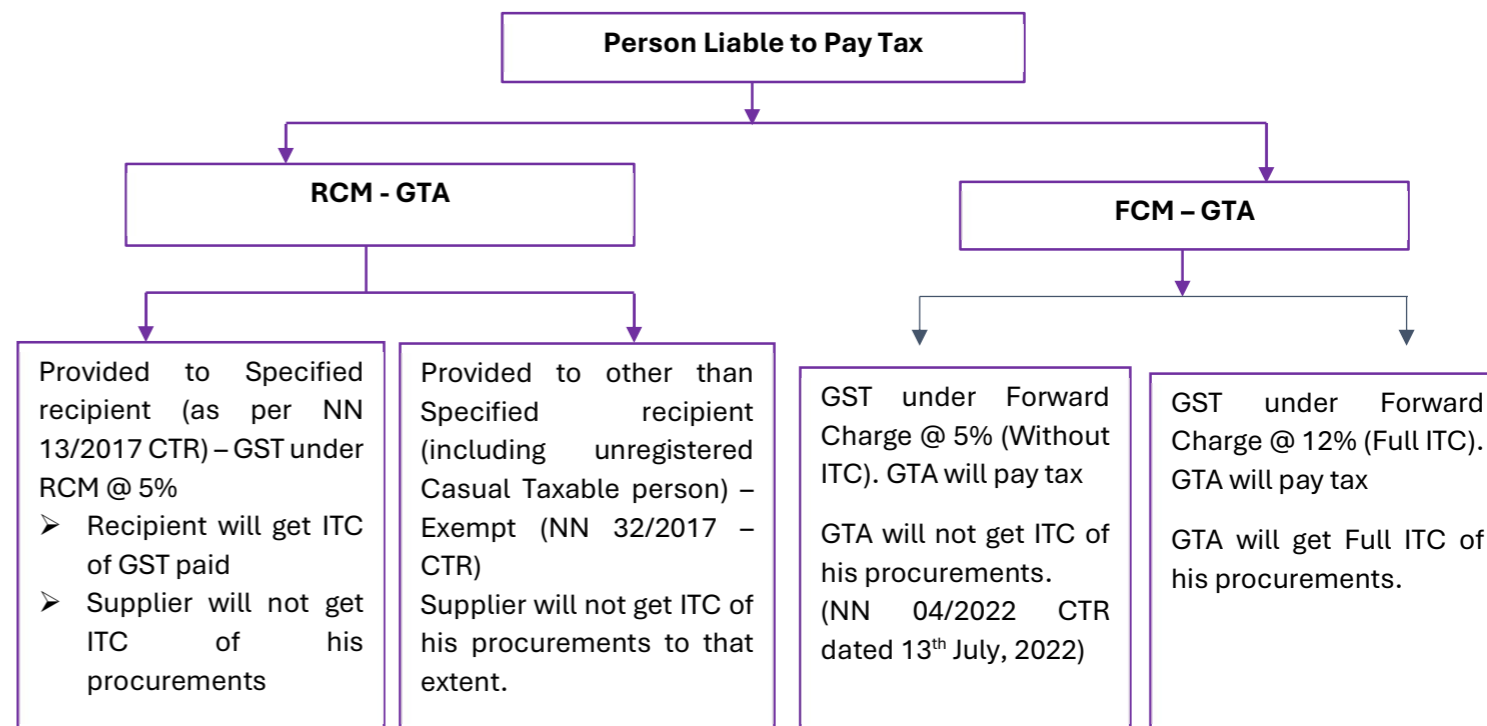 Person Liable to Pay Tax
RCM - GTA
FCM – GTA
Provided to Specified
recipient (as per NN
13/2017 CTR) – GST under
RCM @ 5%
➢ Recipient will get ITC
of GST paid
➢ Supplier will not get
ITC of his
procurements
Provided to other than
Specified recipient
(including unregistered
Casual Taxable person) –
Exempt (NN 32/2017 –
CTR)
Supplier will not get ITC of
his procurements to that
extent.
GST under Forward
Charge @ 5% (Without
ITC). GTA will pay tax
GTA will not get ITC of
his procurements.
(NN 04/2022 CTR
dated 13th July, 2022)
GST under Forward
Charge @ 12% (Full ITC).
GTA will pay tax
GTA will get Full ITC of
his procurements.